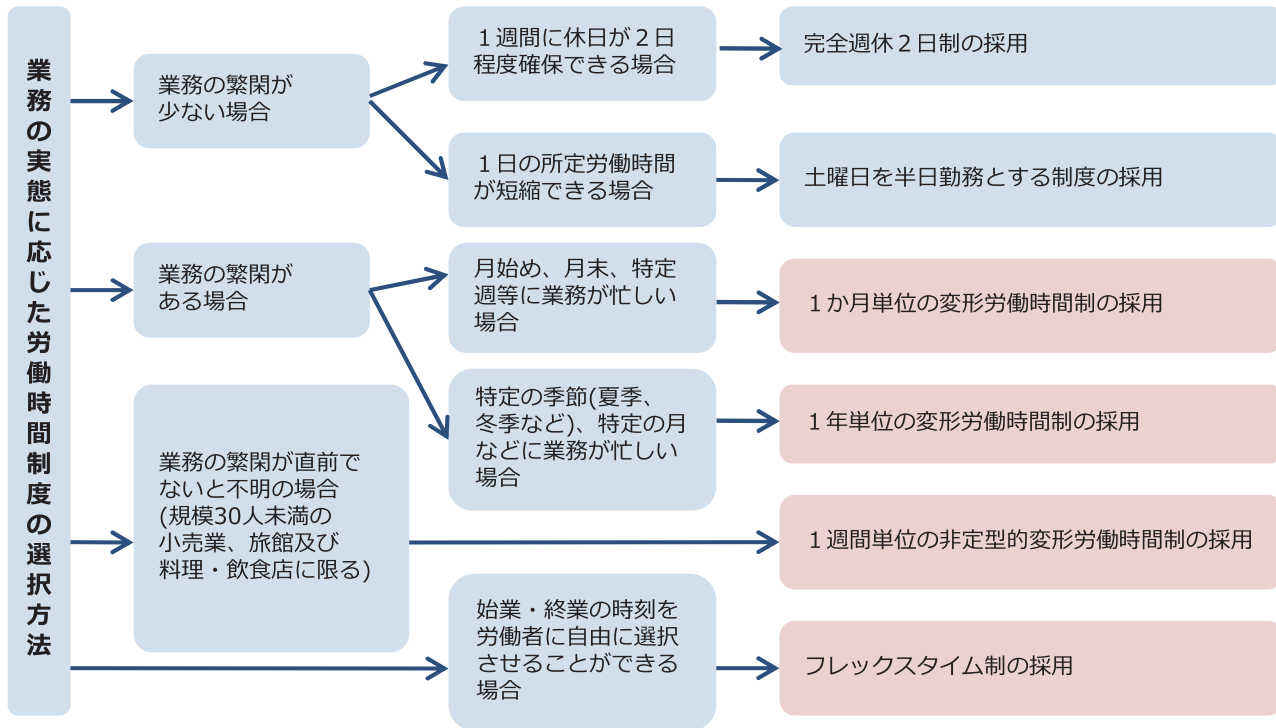 業務の実態に応じた労働時間制度の選択方法
業務の繁閑が
少ない場合
１週間に休日が２日
程度確保できる場合
完全週休２日制の採用
１日の所定労働時間
が短縮できる場合
土曜日を半日勤務とする制度の採用
業務の繁閑が
ある場合
月始め、月末、特定
週等に業務が忙しい
場合
１か月単位の変形労働時間制の採用
特定の季節(夏季、
冬季など)、特定の月
などに業務が忙しい
場合
１年単位の変形労働時間制の採用
業務の繁閑が直前で
ないと不明の場合
(規模30人未満の
小売業、旅館及び
料理・飲食店に限る)
１週間単位の非定型的変形労働時間制の採用
始業・終業の時刻を
労働者に自由に選択
させることができる
場合
フレックスタイム制の採用